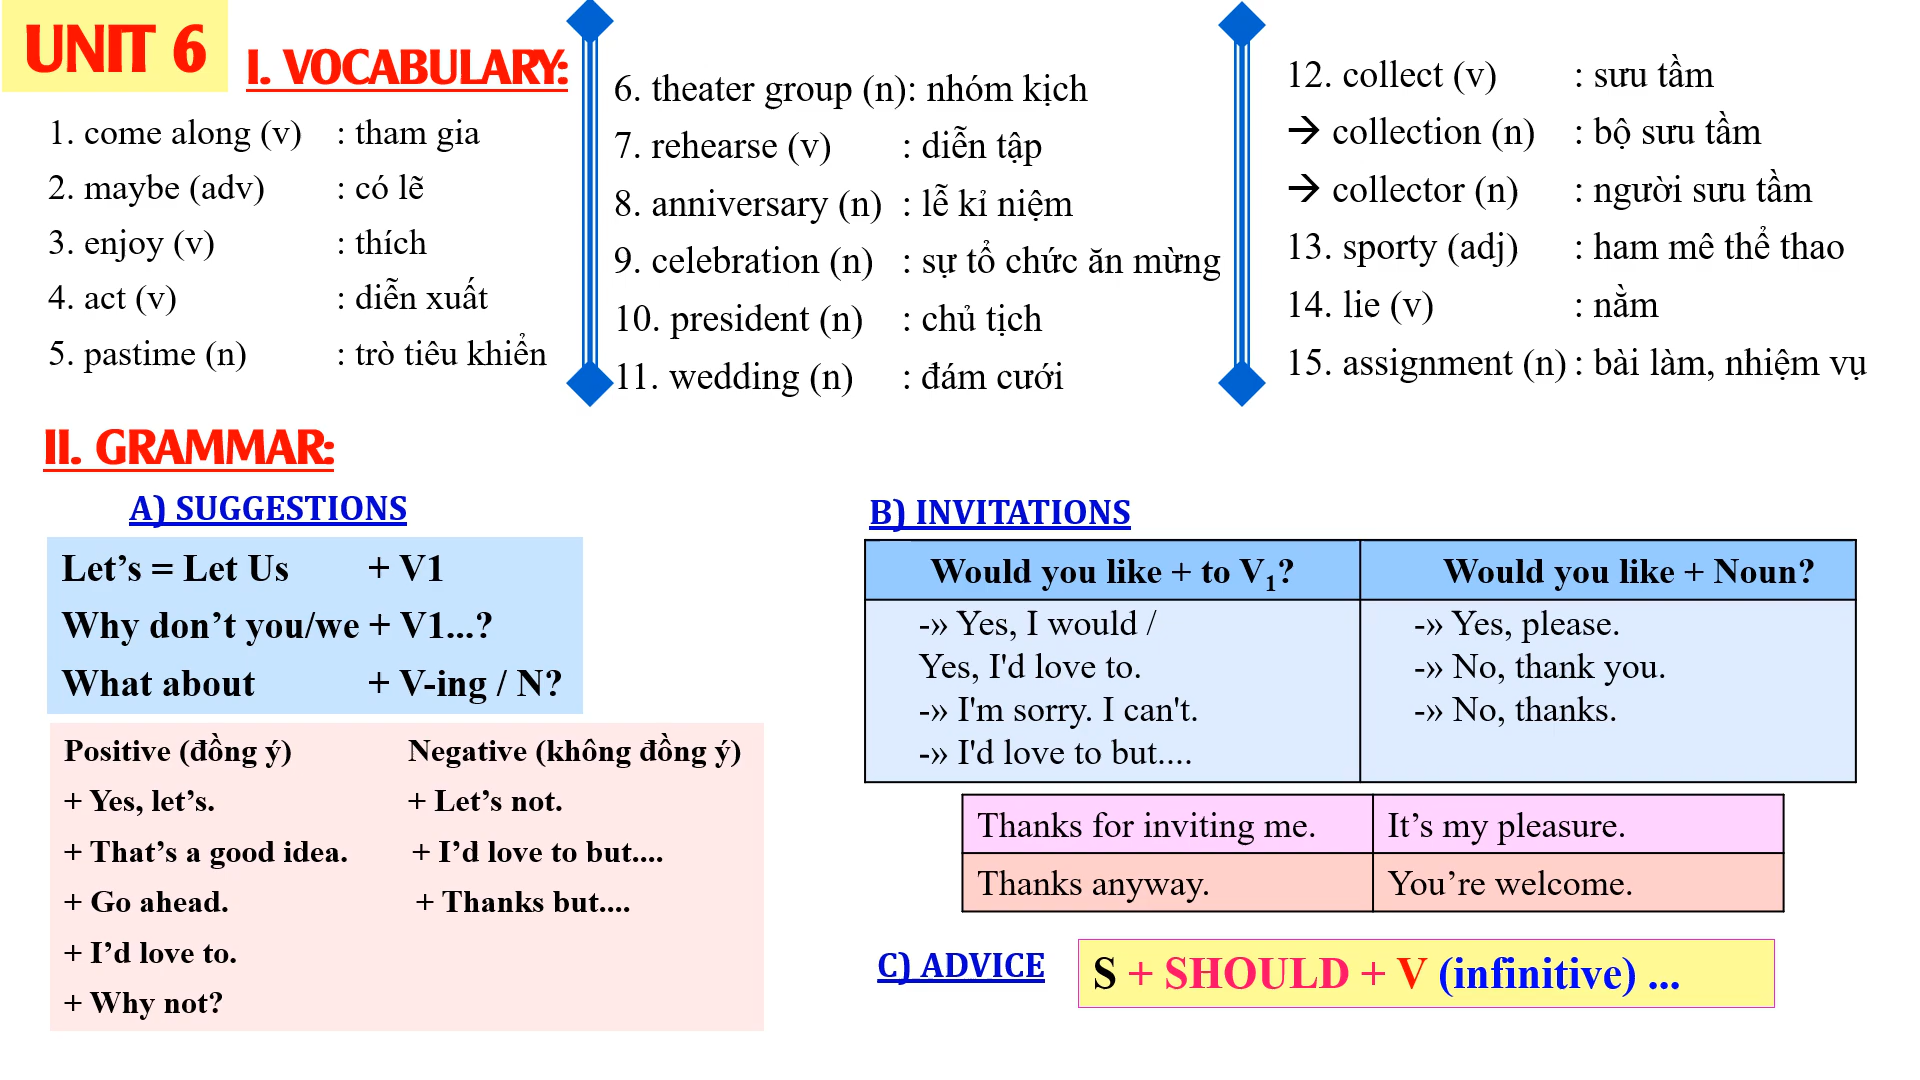 UNIT 6
I. VOCABULARY:
1. come along (v) : tham gia
2. maybe (adv) : có lẽ
3. enjoy (v) : thích
4. act (v) : diễn xuất
5. pastime (n) : trò tiêu khiển
6. theater group (n): nhóm kịch
7. rehearse (v) : diễn tập
8. anniversary (n) : lễ kỉ niệm
9. celebration (n) : sự tổ chức ăn mừng
10. president (n) : chủ tịch
11. wedding (n) : đám cưới
12. collect (v) : sưu tầm
→ collection (n) : bộ sưu tầm
→ collector (n) : người sưu tầm
13. sporty (adj) : ham mê thể thao
14. lie (v) : nằm
15. assignment (n) : bài làm, nhiệm vụ
II. GRAMMAR:
A) SUGGESTIONS
Let’s = Let Us + V1
Why don’t you/we + V1...?
What about + V-ing / N?
Positive (đồng ý) Negative (không đồng ý)
+ Yes, let’s. + Let’s not.
+ That’s a good idea. + I’d love to but....
+ Go ahead. + Thanks but....
+ I’d love to.
+ Why not?
B) INVITATIONS
Would you like + to V₁? Would you like + Noun?
-» Yes, I would / -» Yes, please.
Yes, I'd love to. -» No, thank you.
-» I'm sorry. I can't. -» No, thanks.
-» I'd love to but....
Thanks for inviting me. It’s my pleasure.
Thanks anyway. You’re welcome.
C) ADVICE
S + SHOULD + V (infinitive) ...